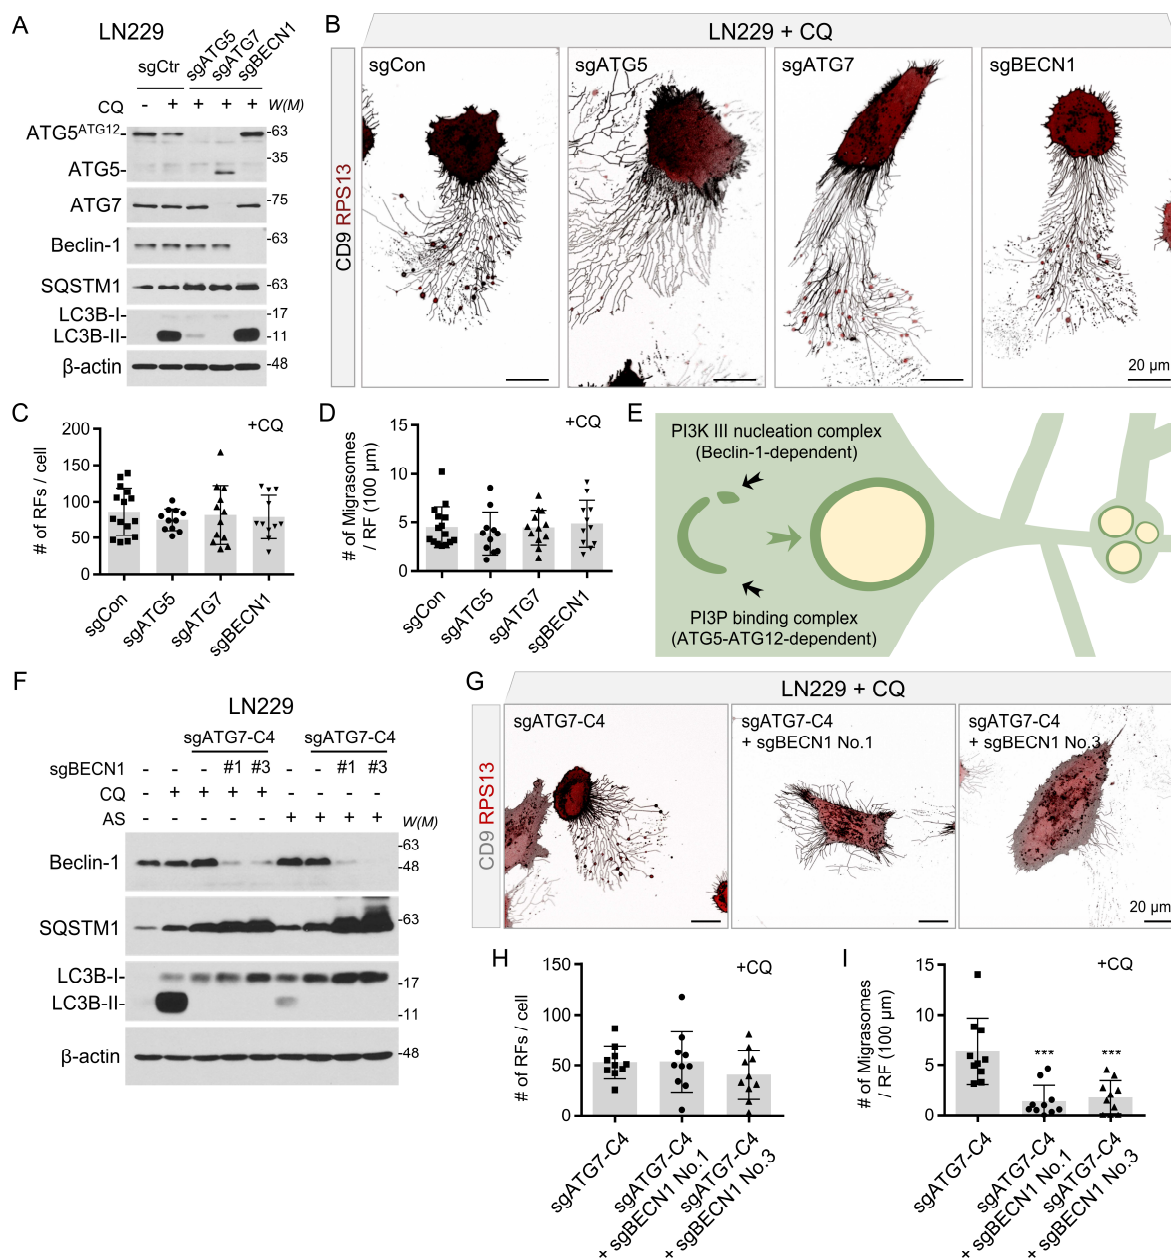 A
LN229
sgCtr sgATG5 sgATG7 sgBECN1
CQ - + + + + W(M)
ATG5ATG12- -63
-35
ATG5-
ATG7 -75
Beclin-1 -63
SQSTM1 -63
LC3B-I- -17
LC3B-II- -11
β-actin -48
B
LN229 + CQ
CD9 RPS13
sgCon
sgATG5
sgATG7
sgBECN1
20 µm
C
+CQ
# of RFs / cell
200
150
100
50
0
sgCon
sgATG5
sgATG7
sgBECN1
D
+CQ
# of Migrasomes
/ RF (100 µm)
15
10
5
0
sgCon
sgATG5
sgATG7
sgBECN1
E
PI3K III nucleation complex
(Beclin-1-dependent)
PI3P binding complex
(ATG5-ATG12-dependent)
F
LN229
sgATG7-C4 sgATG7-C4
sgBECN1 - - - #1 #3 - - #1 #3
CQ - + + + + - - - -
AS - - - - - + + + + W(M)
Beclin-1 -63
-48
SQSTM1 -63
-48
LC3B-I- -17
LC3B-II- -11
β-actin -48
G
LN229 + CQ
CD9 RPS13
sgATG7-C4
sgATG7-C4
+ sgBECN1 No.1
sgATG7-C4
+ sgBECN1 No.3
20 µm
H
+CQ
# of RFs / cell
150
100
50
0
sgATG7-C4
sgATG7-C4
+ sgBECN1 No.1
sgATG7-C4
+ sgBECN1 No.3
I
+CQ
# of Migrasomes
/ RF (100 µm)
15
10
5
0
*** ***
sgATG7-C4
sgATG7-C4
+ sgBECN1 No.1
sgATG7-C4
+ sgBECN1 No.3